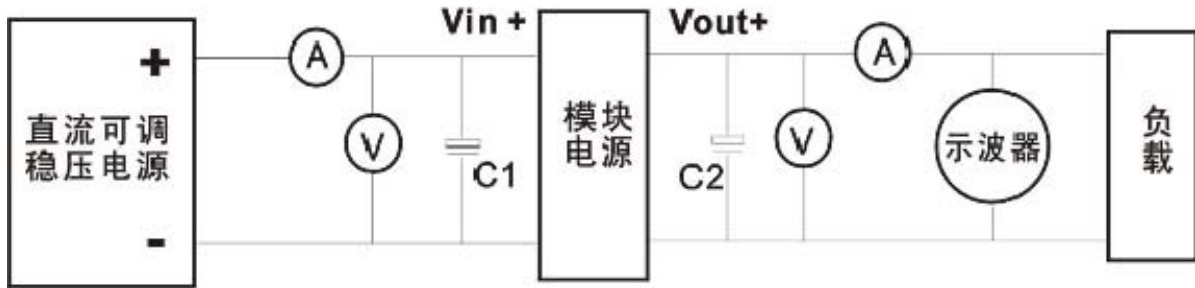 Vin +
Vout+
+
A
A
直流可调
稳压电源
V
C1
模块
电源
C2
V
示波器
负
载
-